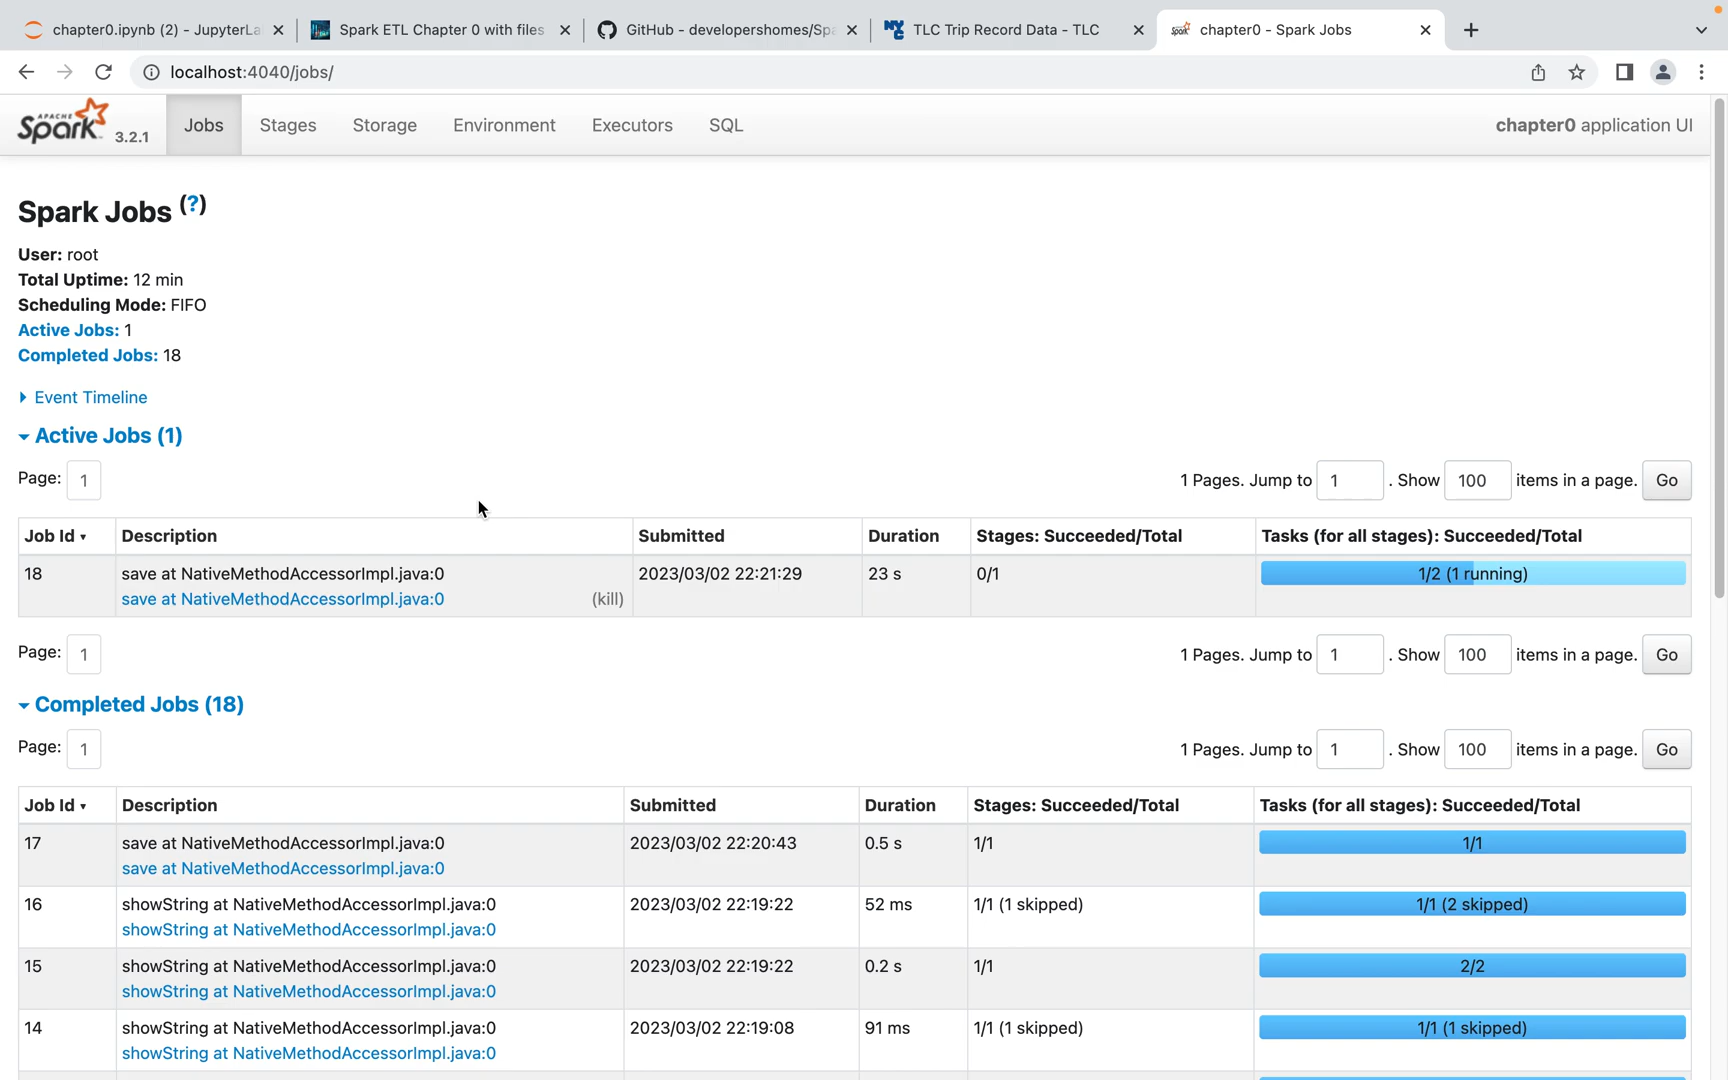 chapter0.ipynb (2) - JupyterLa
Spark ETL Chapter 0 with files
GitHub - developershomes/Spa
TLC Trip Record Data - TLC
chapter0 - Spark Jobs
localhost:4040/jobs/
APACHE Spark 3.2.1
Jobs Stages Storage Environment Executors SQL
chapter0 application UI
Spark Jobs (?)
User: root
Total Uptime: 12 min
Scheduling Mode: FIFO
Active Jobs: 1
Completed Jobs: 18
Event Timeline
Active Jobs (1)
Page: 1
1 Pages. Jump to 1 . Show 100 items in a page. Go
Job Id Description Submitted Duration Stages: Succeeded/Total Tasks (for all stages): Succeeded/Total
18 save at NativeMethodAccessorImpl.java:0 2023/03/02 22:21:29 23 s 0/1 1/2 (1 running)
save at NativeMethodAccessorImpl.java:0 (kill)
Page: 1
1 Pages. Jump to 1 . Show 100 items in a page. Go
Completed Jobs (18)
Page: 1
1 Pages. Jump to 1 . Show 100 items in a page. Go
Job Id Description Submitted Duration Stages: Succeeded/Total Tasks (for all stages): Succeeded/Total
17 save at NativeMethodAccessorImpl.java:0 2023/03/02 22:20:43 0.5 s 1/1 1/1
save at NativeMethodAccessorImpl.java:0
16 showString at NativeMethodAccessorImpl.java:0 2023/03/02 22:19:22 52 ms 1/1 (1 skipped) 1/1 (2 skipped)
showString at NativeMethodAccessorImpl.java:0
15 showString at NativeMethodAccessorImpl.java:0 2023/03/02 22:19:22 0.2 s 1/1 2/2
showString at NativeMethodAccessorImpl.java:0
14 showString at NativeMethodAccessorImpl.java:0 2023/03/02 22:19:08 91 ms 1/1 (1 skipped) 1/1 (1 skipped)
showString at NativeMethodAccessorImpl.java:0